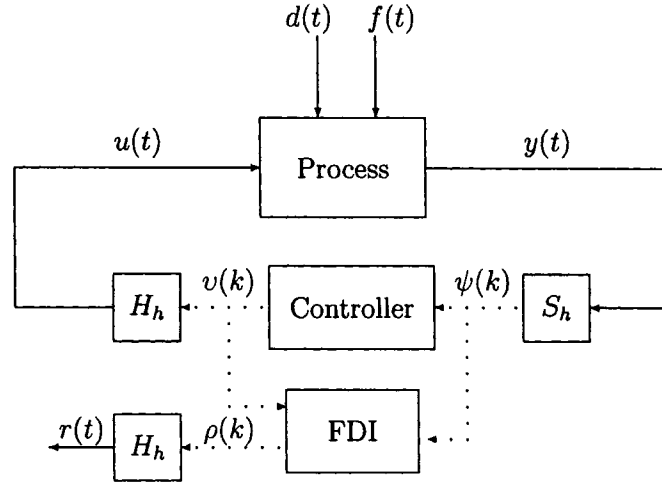 d(t) f(t)
u(t) Process y(t)
H_h υ(k) Controller ψ(k) S_h
r(t) H_h ρ(k) FDI